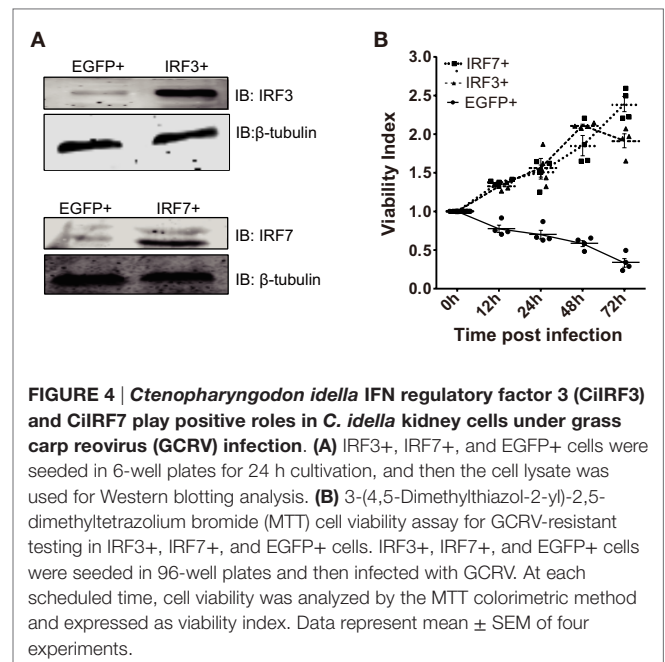 A
EGFP+ IRF3+
IB: IRF3
IB:β-tubulin
EGFP+ IRF7+
IB: IRF7
IB: β-tubulin
B
Viability Index
3.0
2.5
2.0
1.5
1.0
0.5
0.0
IRF7+
IRF3+
EGFP+
0h 12h 24h 48h 72h
Time post infection
FIGURE 4 | Ctenopharyngodon idella IFN regulatory factor 3 (CiIRF3)
and CiIRF7 play positive roles in C. idella kidney cells under grass
carp reovirus (GCRV) infection. (A) IRF3+, IRF7+, and EGFP+ cells were
seeded in 6-well plates for 24 h cultivation, and then the cell lysate was
used for Western blotting analysis. (B) 3-(4,5-Dimethylthiazol-2-yl)-2,5-
dimethyltetrazolium bromide (MTT) cell viability assay for GCRV-resistant
testing in IRF3+, IRF7+, and EGFP+ cells. IRF3+, IRF7+, and EGFP+ cells
were seeded in 96-well plates and then infected with GCRV. At each
scheduled time, cell viability was analyzed by the MTT colorimetric method
and expressed as viability index. Data represent mean ± SEM of four
experiments.